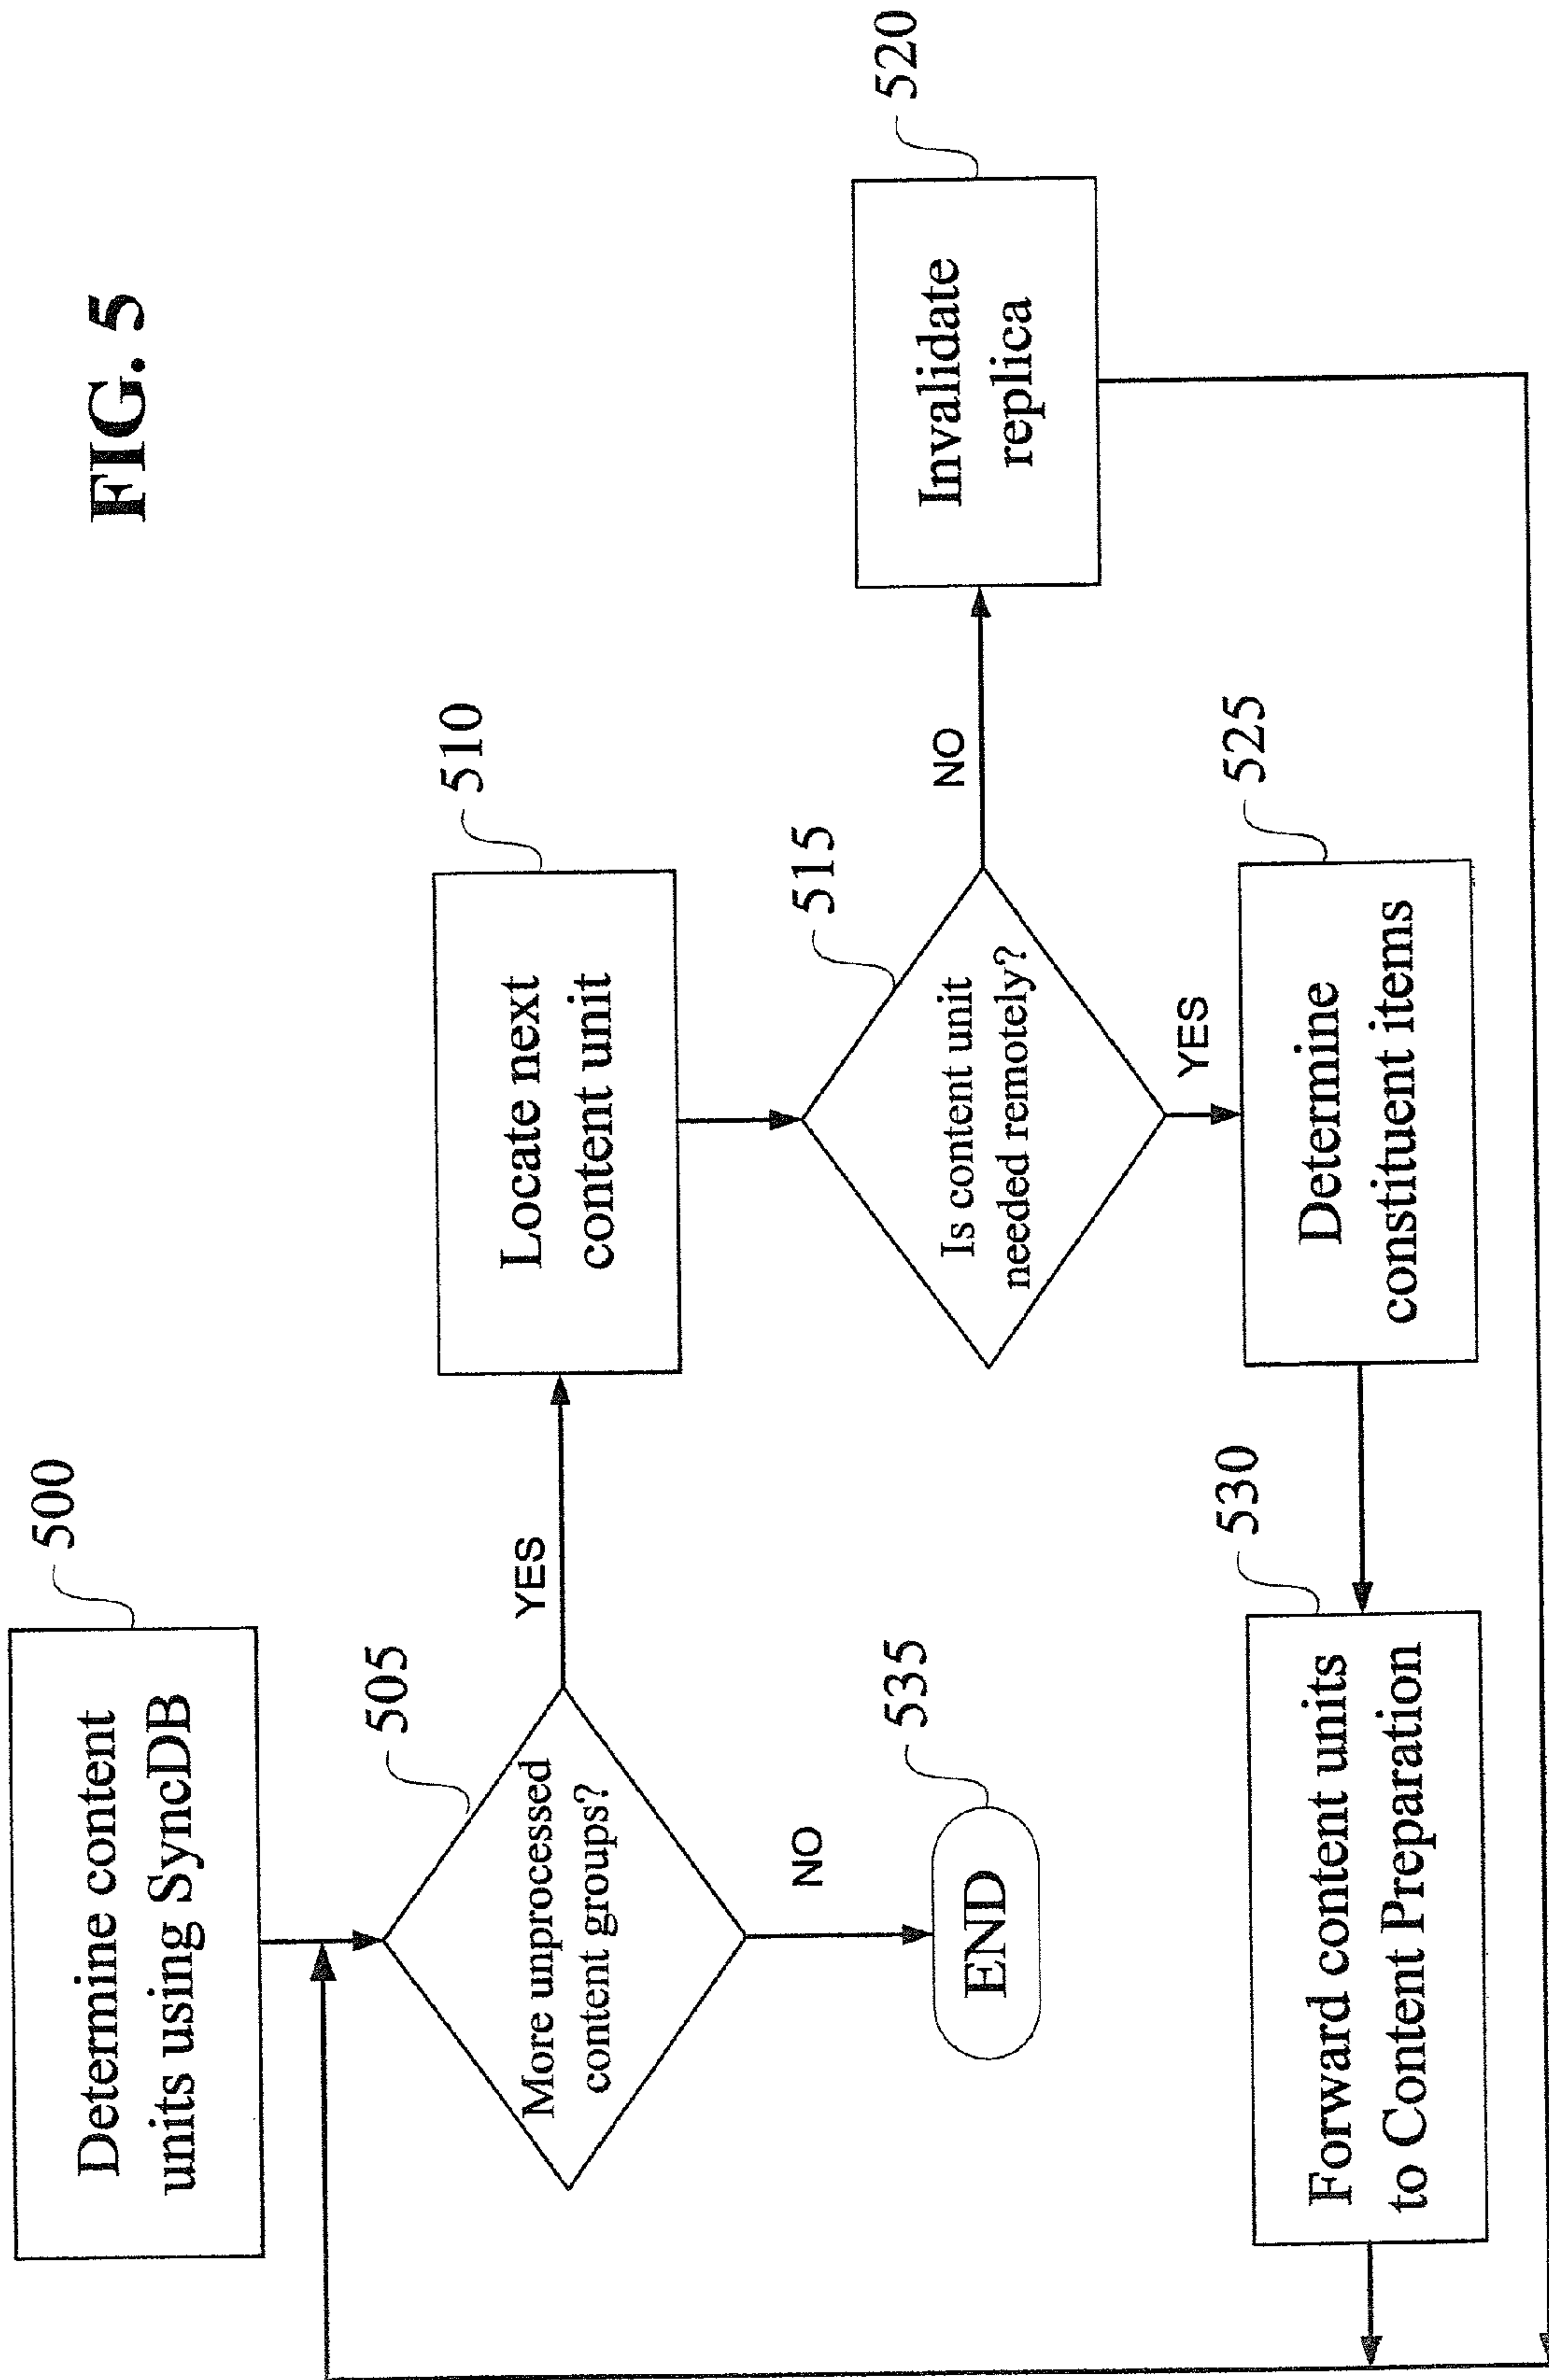 FIG. 5
500
Determine content
units using SyncDB
505
More unprocessed
content groups?
YES
510
Locate next
content unit
515
Is content unit
needed remotely?
NO
520
Invalidate
replica
YES
525
Determine
constituent items
530
Forward content units
to Content Preparation
NO
535
END